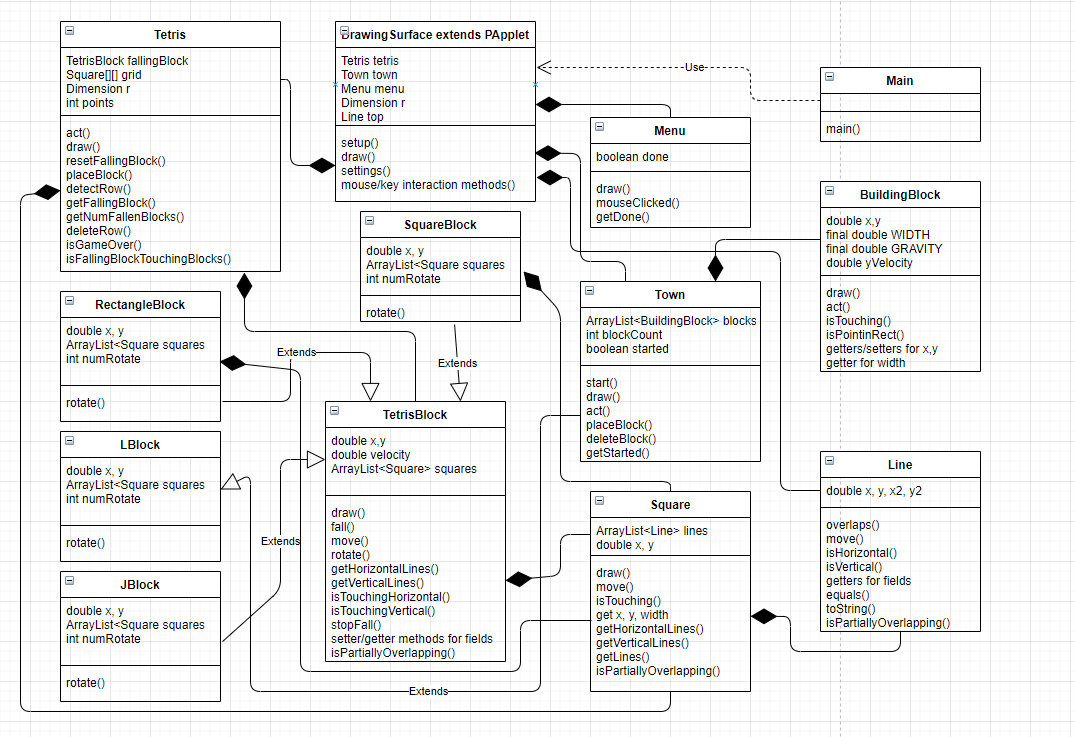 Tetris
TetrisBlock fallingBlock
Square[][] grid
Dimension r
int points
act()
draw()
resetFallingBlock()
placeBlock()
detectRow()
getFallingBlock()
getNumFallenBlocks()
deleteRow()
isGameOver()
isFallingBlockTouchingBlocks()
DrawingSurface extends PApplet
Tetris tetris
Town town
Menu menu
Dimension r
Line top
setup()
draw()
settings()
mouse/key interaction methods()
Use
Main
main()
Menu
boolean done
draw()
mouseClicked()
getDone()
BuildingBlock
double x,y
final double WIDTH
final double GRAVITY
double yVelocity
draw()
act()
isTouching()
isPointinRect()
getters/setters for x,y
getter for width
SquareBlock
double x, y
ArrayList<Square squares
int numRotate
rotate()
RectangleBlock
double x, y
ArrayList<Square squares
int numRotate
rotate()
Extends
Extends
Town
ArrayList<BuildingBlock> blocks
int blockCount
boolean started
start()
draw()
act()
placeBlock()
deleteBlock()
getStarted()
LBlock
double x, y
ArrayList<Square squares
int numRotate
rotate()
TetrisBlock
double x,y
double velocity
ArrayList<Square> squares
draw()
fall()
move()
rotate()
getHorizontalLines()
getVerticalLines()
isTouchingHorizontal()
isTouchingVertical()
stopFall()
setter/getter methods for fields
isPartiallyOverlapping()
Extends
Line
double x, y, x2, y2
overlaps()
move()
isHorizontal()
isVertical()
getters for fields
equals()
toString()
isPartiallyOverlapping()
Square
ArrayList<Line> lines
double x, y
draw()
move()
isTouching()
get x, y, width
getHorizontalLines()
getVerticalLines()
getLines()
isPartiallyOverlapping()
JBlock
double x, y
ArrayList<Square squares
int numRotate
rotate()
Extends